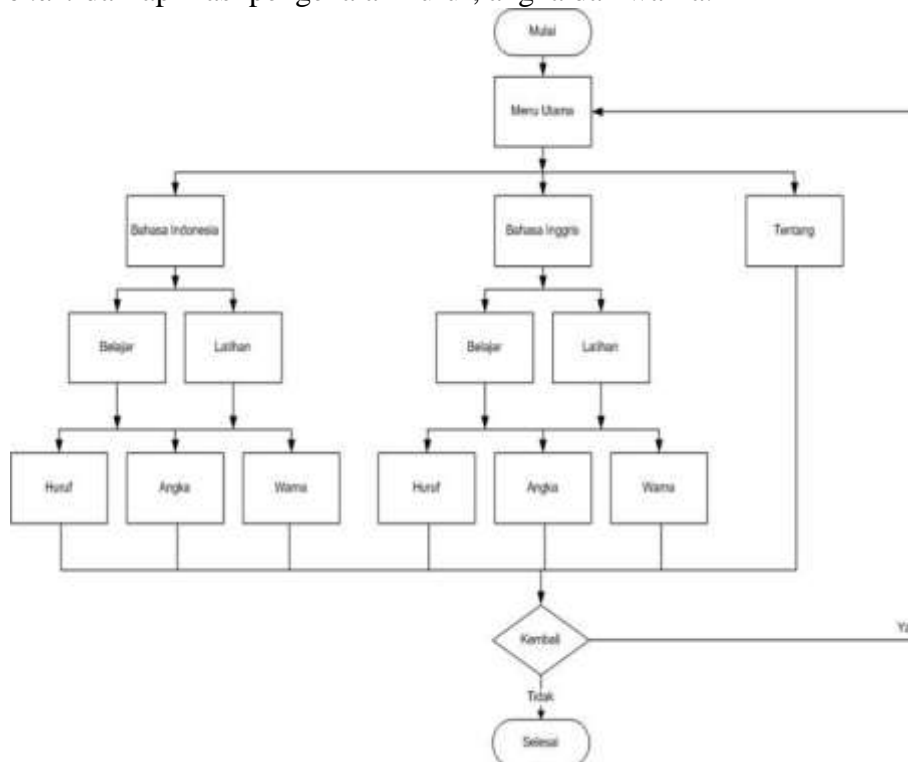 Mulai
Menu Utama
Bahasa Indonesia
Bahasa Inggris
Tentang
Belajar
Latihan
Belajar
Latihan
Huruf
Angka
Warna
Huruf
Angka
Warna
Kembali
Ya
Tidak
Selesai